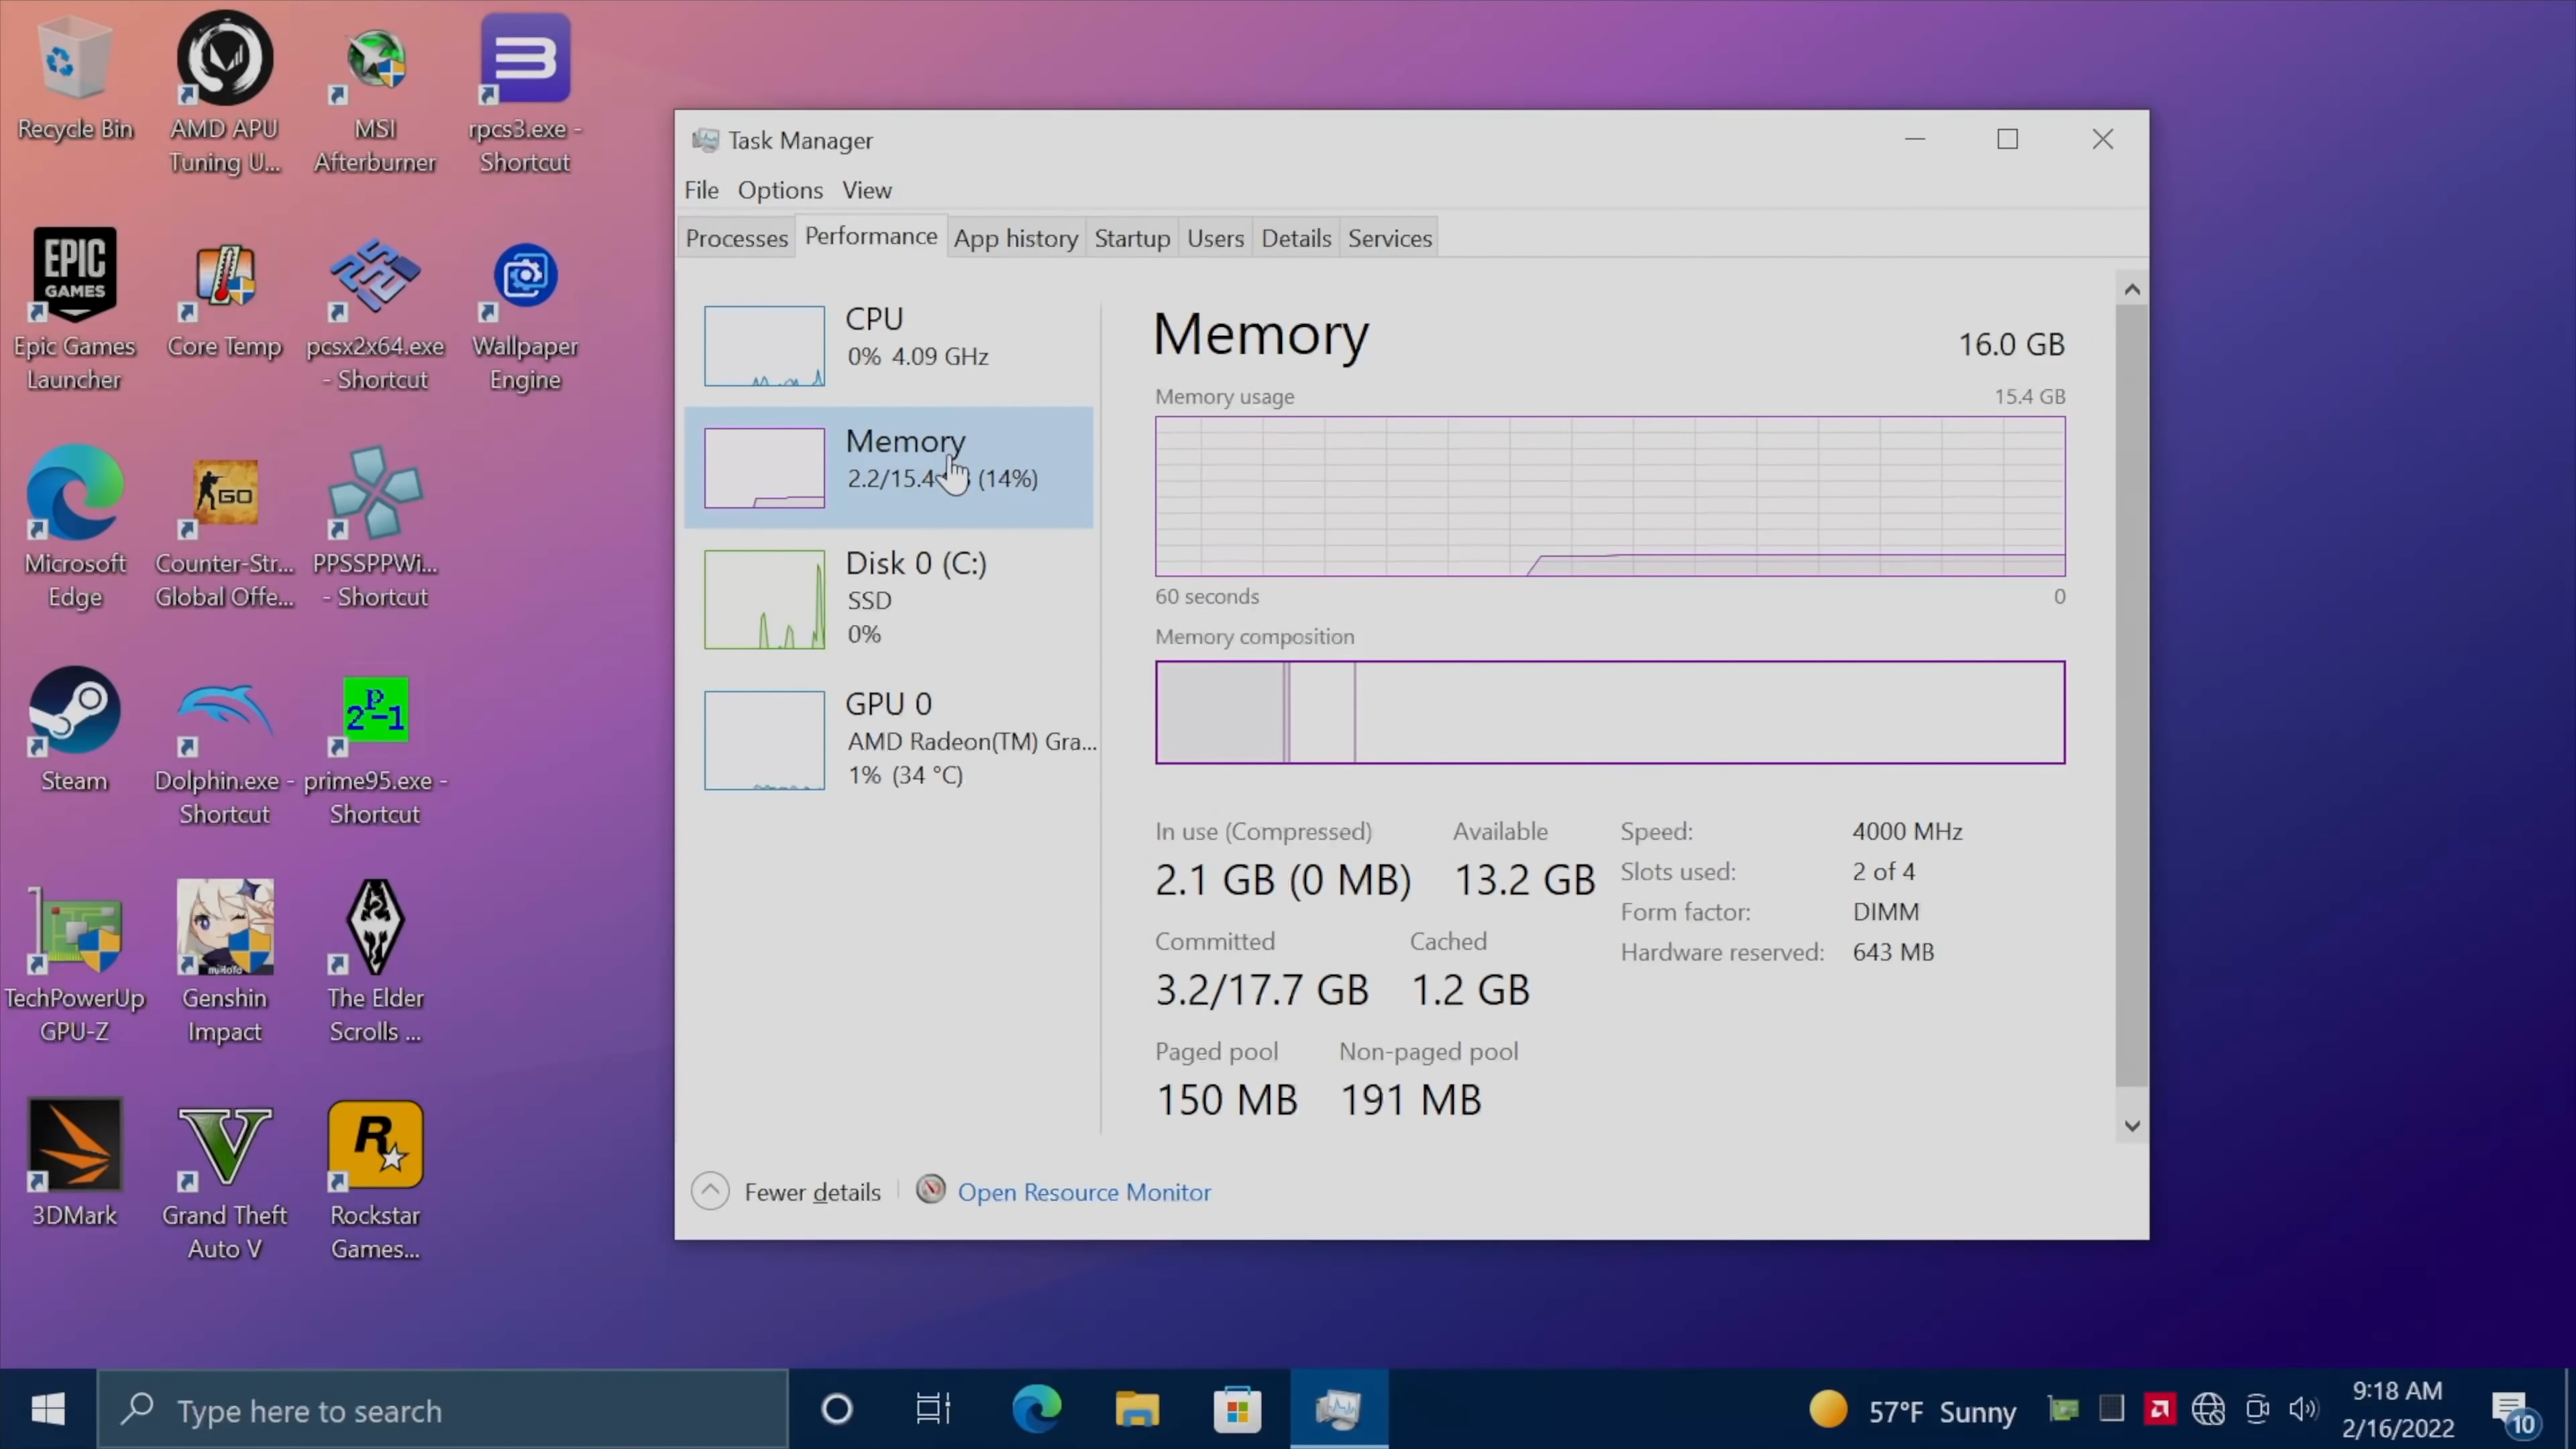 Recycle Bin
AMD APU
Tuning U...
MSI
Afterburner
rpcs3.exe -
Shortcut
EPIC
GAMES
Epic Games
Launcher
Core Temp
pcsx2x64.exe
- Shortcut
Wallpaper
Engine
Microsoft
Edge
GO
Counter-Str...
Global Offe...
PPSSPPWi...
- Shortcut
Steam
Dolphin.exe -
Shortcut
2^p-1
prime95.exe -
Shortcut
TechPowerUp
GPU-Z
Genshin
Impact
The Elder
Scrolls ...
3DMark
V
Grand Theft
Auto V
R
Rockstar
Games...
Task Manager
File Options View
Processes Performance App history Startup Users Details Services
CPU
0% 4.09 GHz
Memory
2.2/15.4 (14%)
Disk 0 (C:)
SSD
0%
GPU 0
AMD Radeon(TM) Gra...
1% (34 °C)
Memory 16.0 GB
Memory usage 15.4 GB
60 seconds 0
Memory composition
In use (Compressed) Available
2.1 GB (0 MB) 13.2 GB
Committed Cached
3.2/17.7 GB 1.2 GB
Paged pool Non-paged pool
150 MB 191 MB
Speed: 4000 MHz
Slots used: 2 of 4
Form factor: DIMM
Hardware reserved: 643 MB
Fewer details Open Resource Monitor
Type here to search
57°F Sunny
9:18 AM
2/16/2022
10